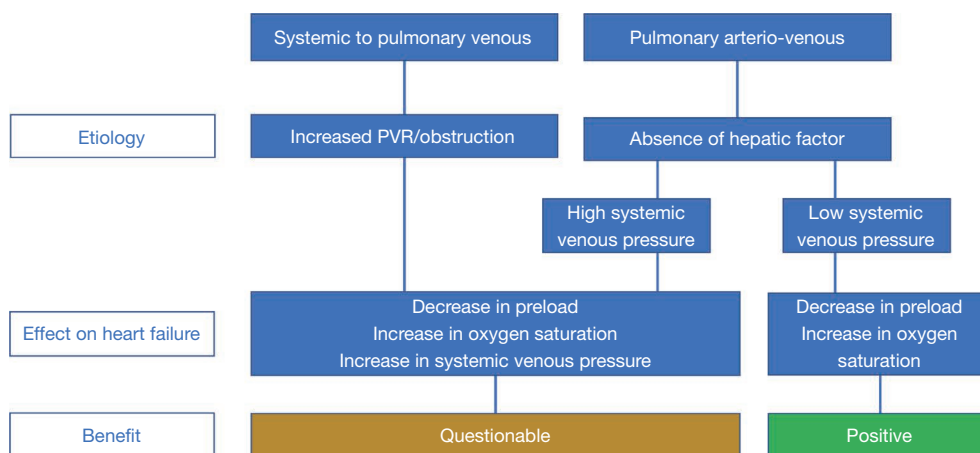 Systemic to pulmonary venous
Pulmonary arterio-venous
Etiology
Increased PVR/obstruction
Absence of hepatic factor
High systemic
venous pressure
Low systemic
venous pressure
Effect on heart failure
Decrease in preload
Increase in oxygen saturation
Increase in systemic venous pressure
Decrease in preload
Increase in oxygen
saturation
Benefit
Questionable
Positive